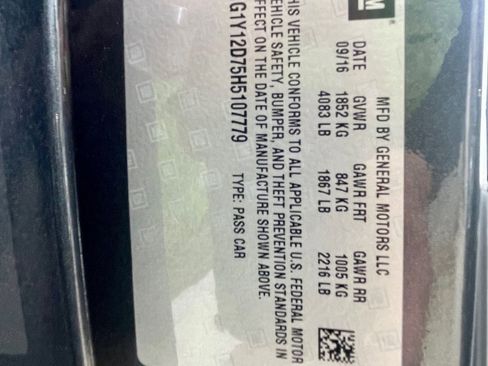 M
®
MFD BY GENERAL MOTORS LLC
DATE GVWR GAWR FRT GAWR RR
09/16 1852 KG 847 KG 1005 KG
4083 LB 1867 LB 2216 LB
HIS VEHICLE CONFORMS TO ALL APPLICABLE U.S. FEDERAL MOTOR
EHICLE SAFETY, BUMPER, AND THEFT PREVENTION STANDARDS IN
FFECT ON THE DATE OF MANUFACTURE SHOWN ABOVE.
G1Y12D75H5107779 TYPE: PASS CAR